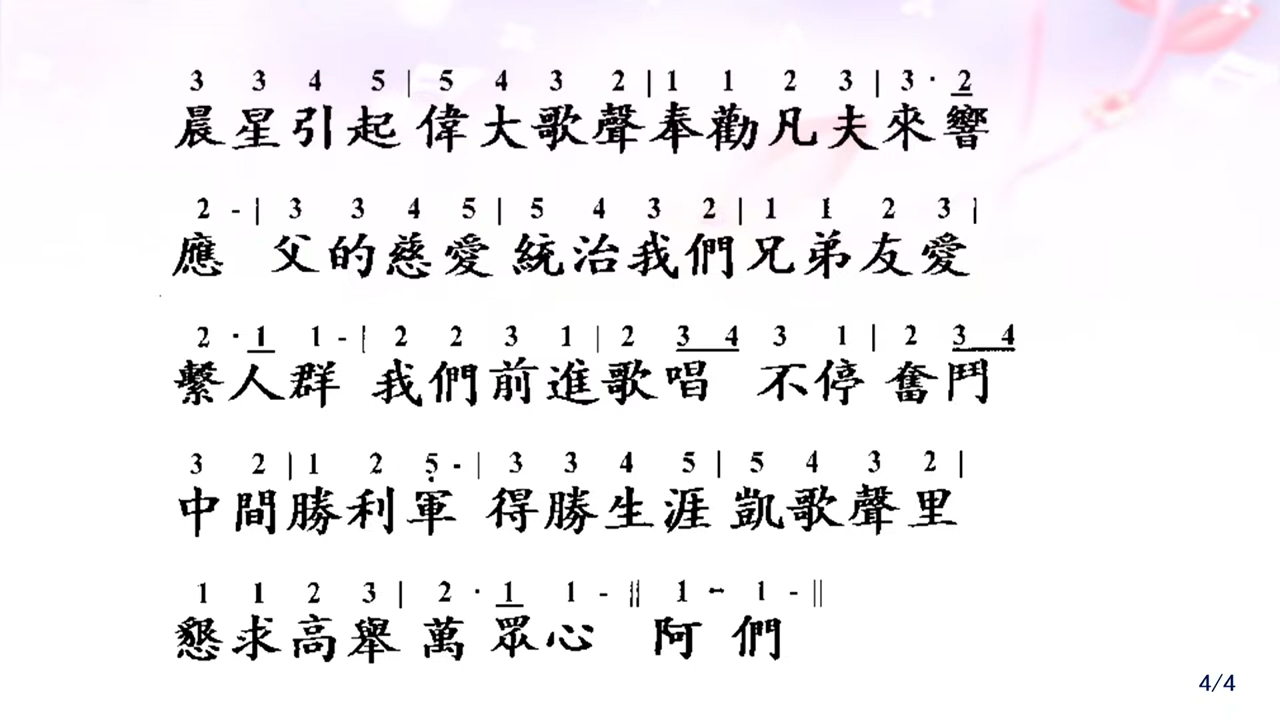 3 3 4 5 | 5 4 3 2 | 1 1 2 3 | 3 · 2
晨星引起偉大歌聲奉勸凡夫來響
2 - | 3 3 4 5 | 5 4 3 2 | 1 1 2 3 |
應 父的慈愛統治我們兄弟友愛
2 · 1 1 - | 2 2 3 1 | 2 3 4 3 1 | 2 3 4
繫人群 我們前進歌唱 不停奮鬥
3 2 | 1 2 5̣ - | 3 3 4 5 | 5 4 3 2 |
中間勝利軍 得勝生涯凱歌聲里
1 1 2 3 | 2 · 1 1 - || 1 - 1 - ||
懇求高舉萬眾心 阿們
4/4